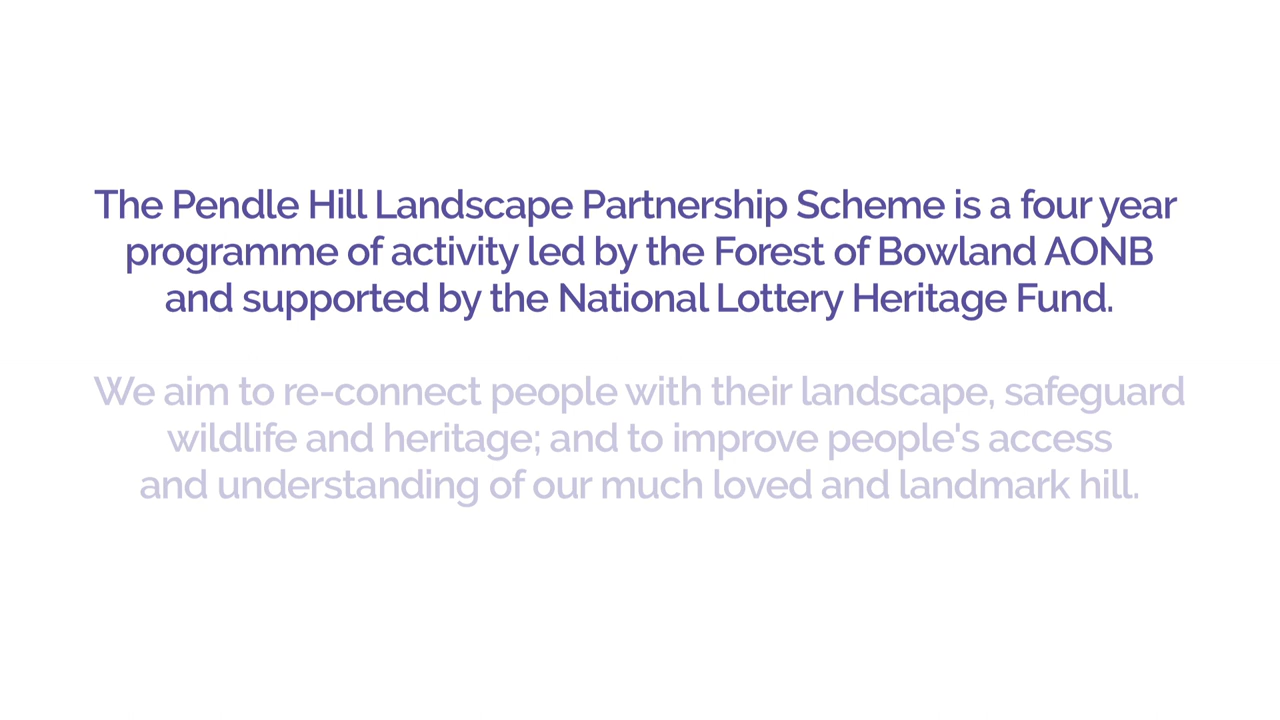 The Pendle Hill Landscape Partnership Scheme is a four year
programme of activity led by the Forest of Bowland AONB
and supported by the National Lottery Heritage Fund.
We aim to re-connect people with their landscape, safeguard
wildlife and heritage; and to improve people's access
and understanding of our much loved and landmark hill.